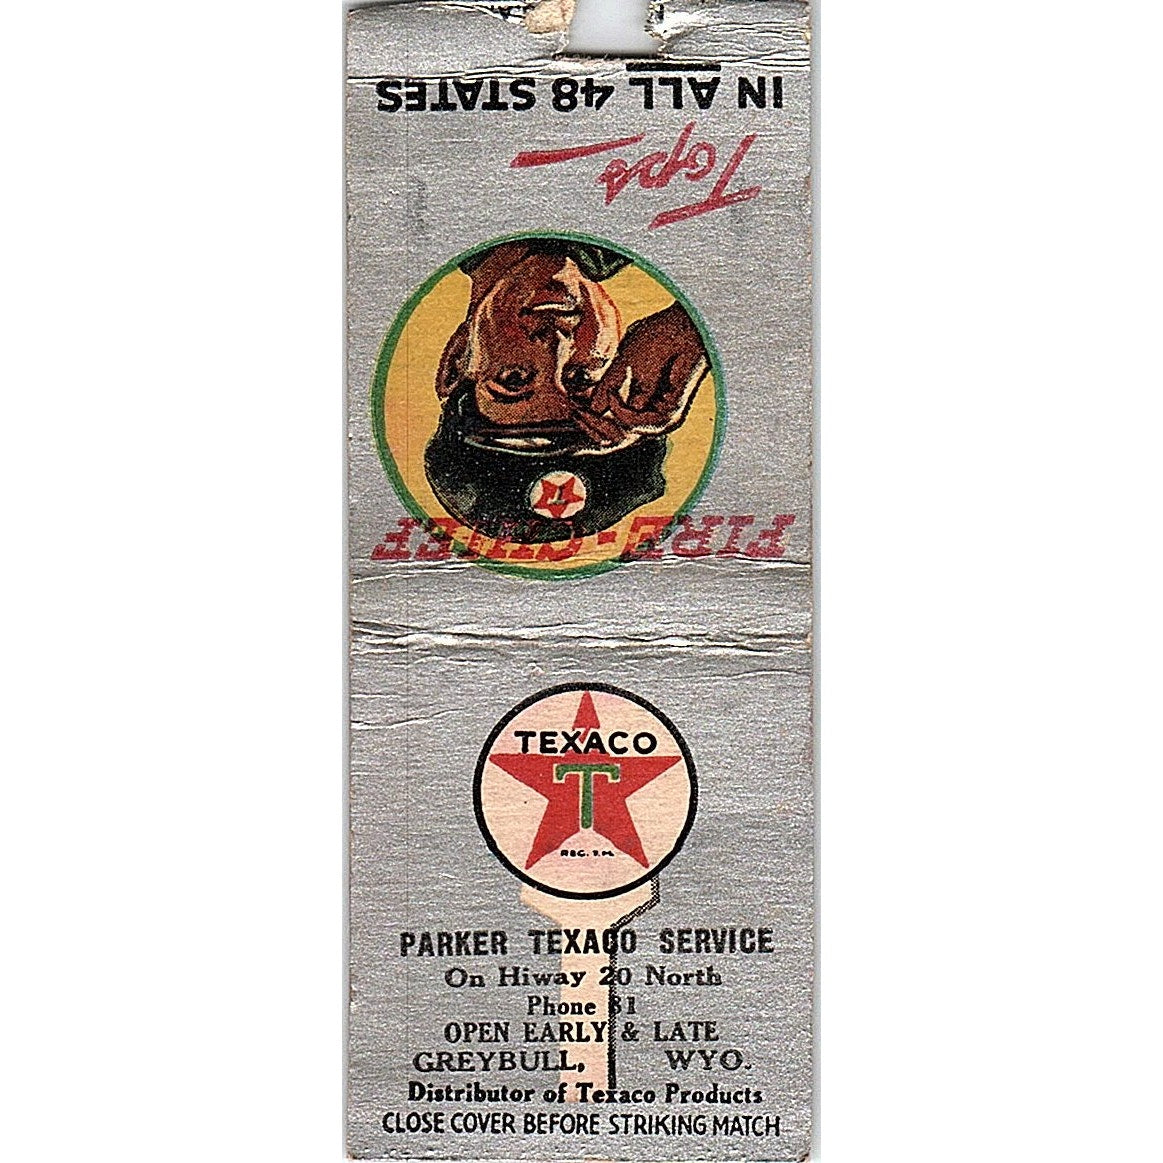 FIRE-CHIEF
Tops
IN ALL 48 STATES
T
TEXACO
T
REG. T.M.
PARKER TEXACO SERVICE
On Hiway 20 North
Phone 81
OPEN EARLY & LATE
GREYBULL, WYO.
Distributor of Texaco Products
CLOSE COVER BEFORE STRIKING MATCH